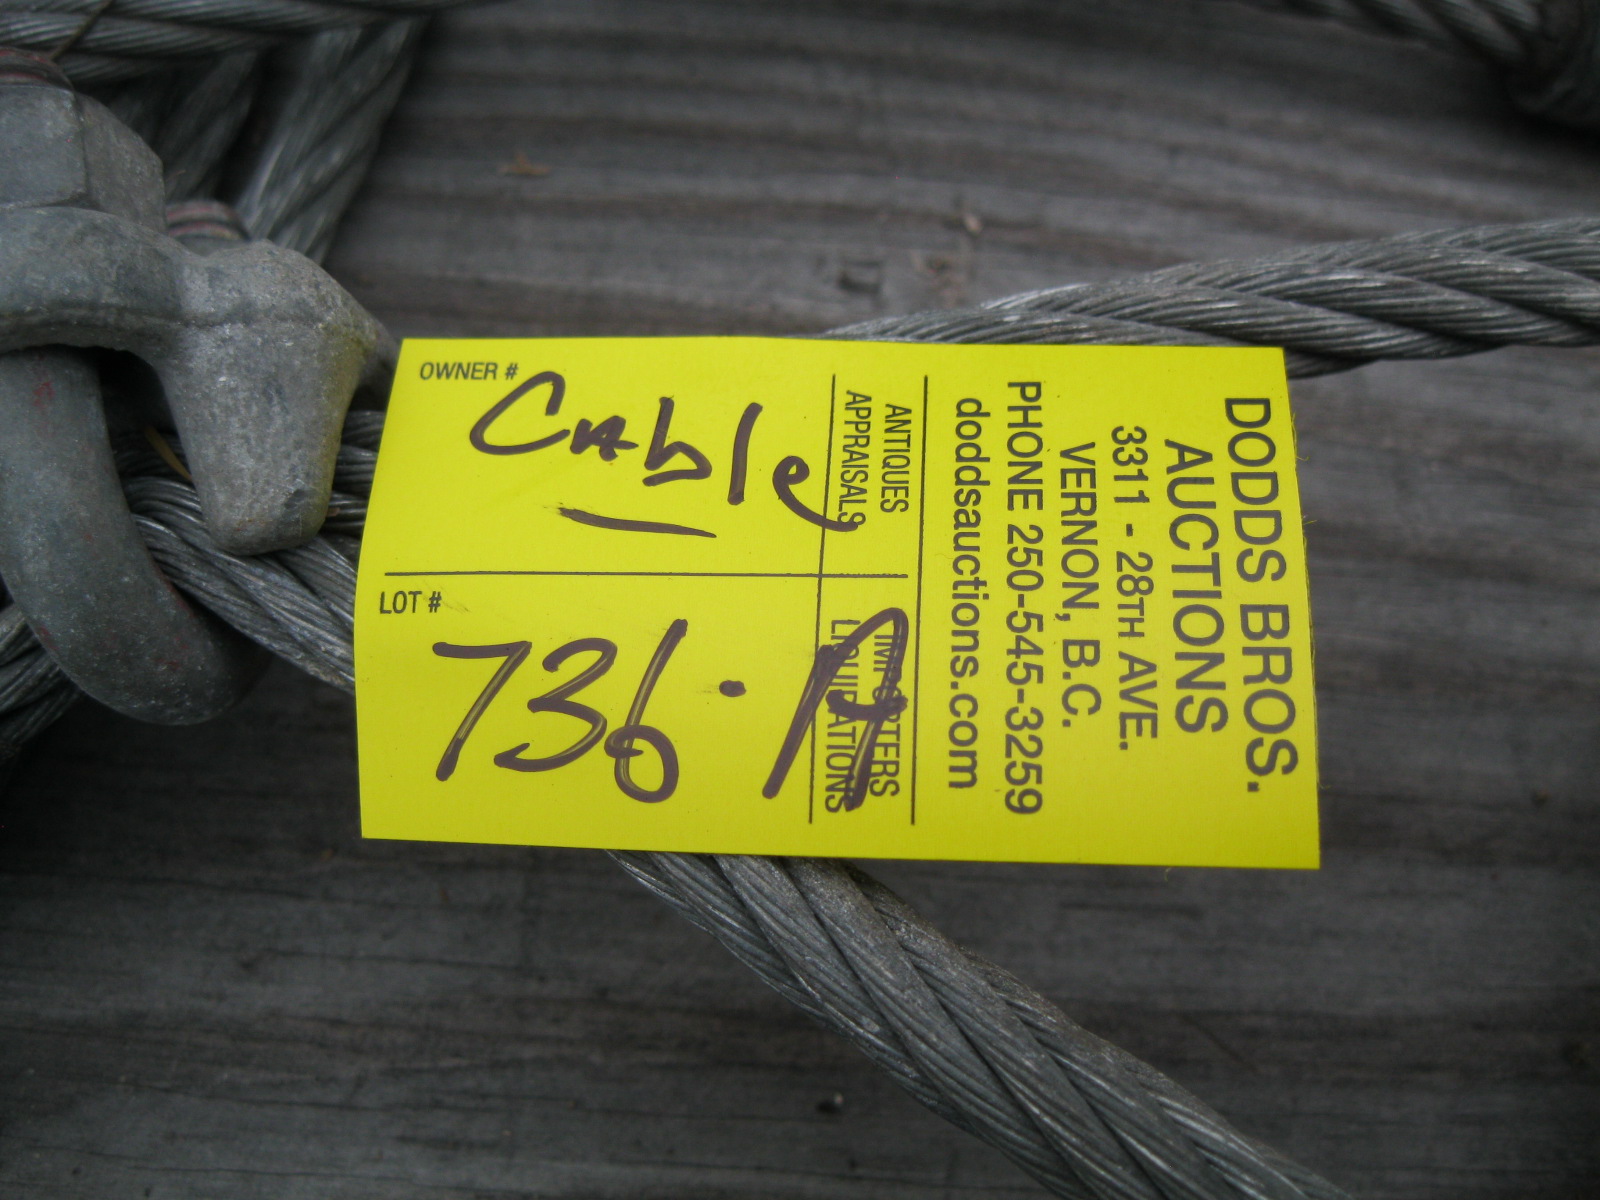 DODDS BROS.
AUCTIONS
3311 - 28TH AVE.
VERNON, B.C.
PHONE 250-545-3259
doddsauctions.com
ANTIQUES IMPORTERS
APPRAISALS LIQUIDATIONS
OWNER #
Cable
LOT #
736·A